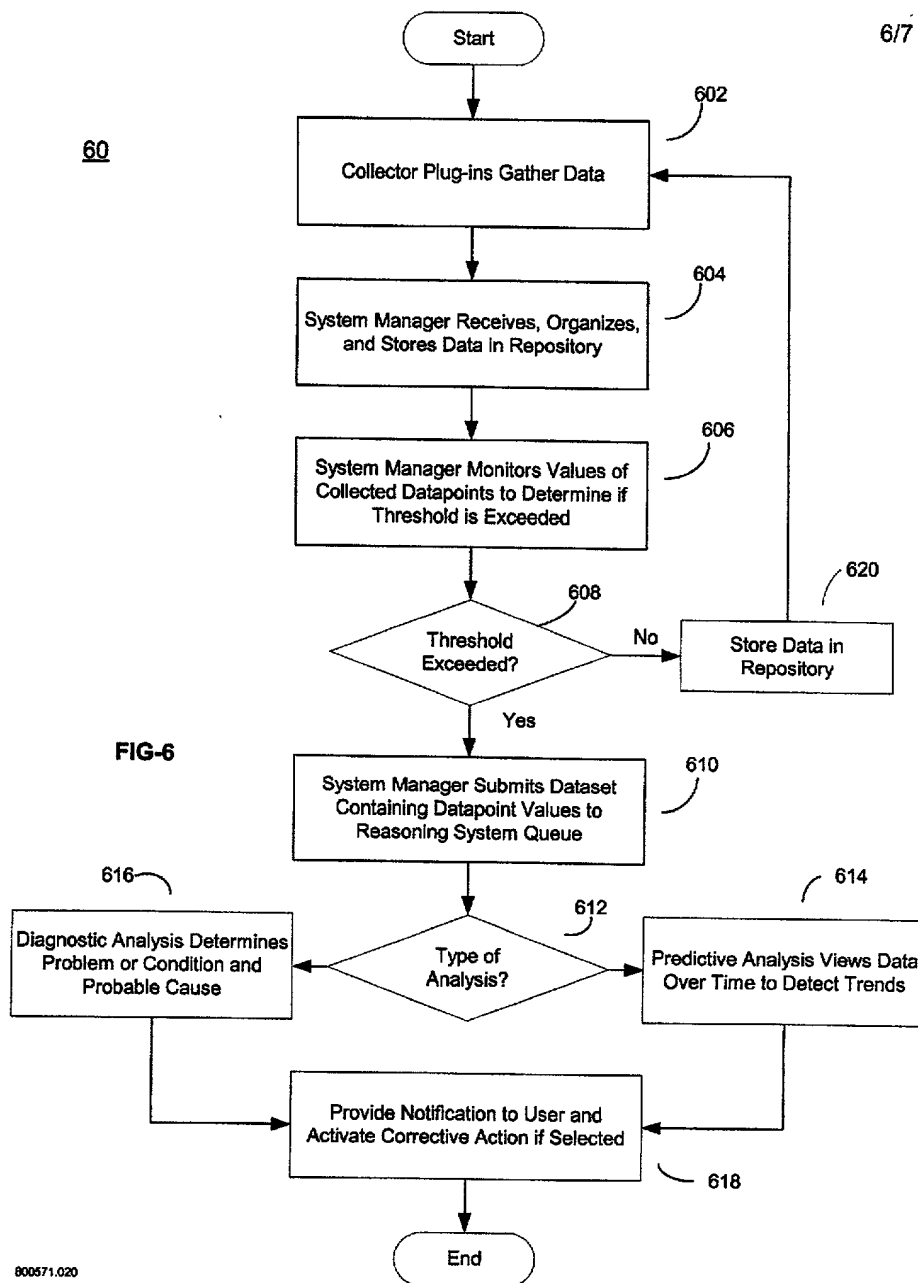 Start
6/7
602
60
Collector Plug-ins Gather Data
604
System Manager Receives, Organizes,
and Stores Data in Repository
606
System Manager Monitors Values of
Collected Datapoints to Determine if
Threshold is Exceeded
608
620
Threshold
Exceeded?
No
Store Data in
Repository
Yes
FIG-6
610
System Manager Submits Dataset
Containing Datapoint Values to
Reasoning System Queue
616
614
612
Diagnostic Analysis Determines
Problem or Condition and
Probable Cause
Type of
Analysis?
Predictive Analysis Views Data
Over Time to Detect Trends
Provide Notification to User and
Activate Corrective Action if Selected
618
End
800571.020